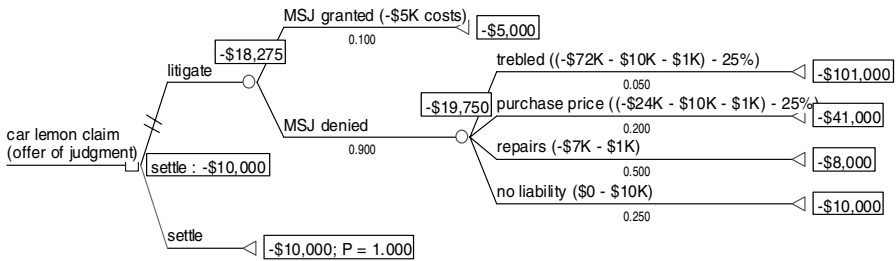 MSJ granted (-$5K costs)
0.100
-$5,000
-$18,275
litigate
trebled ((-$72K - $10K - $1K) - 25%)
0.050
-$101,000
-$19,750
purchase price ((-$24K - $10K - $1K) - 25%)
0.200
-$41,000
MSJ denied
0.900
car lemon claim
(offer of judgment)
settle : -$10,000
repairs (-$7K - $1K)
0.500
-$8,000
no liability ($0 - $10K)
0.250
-$10,000
settle
-$10,000; P = 1.000